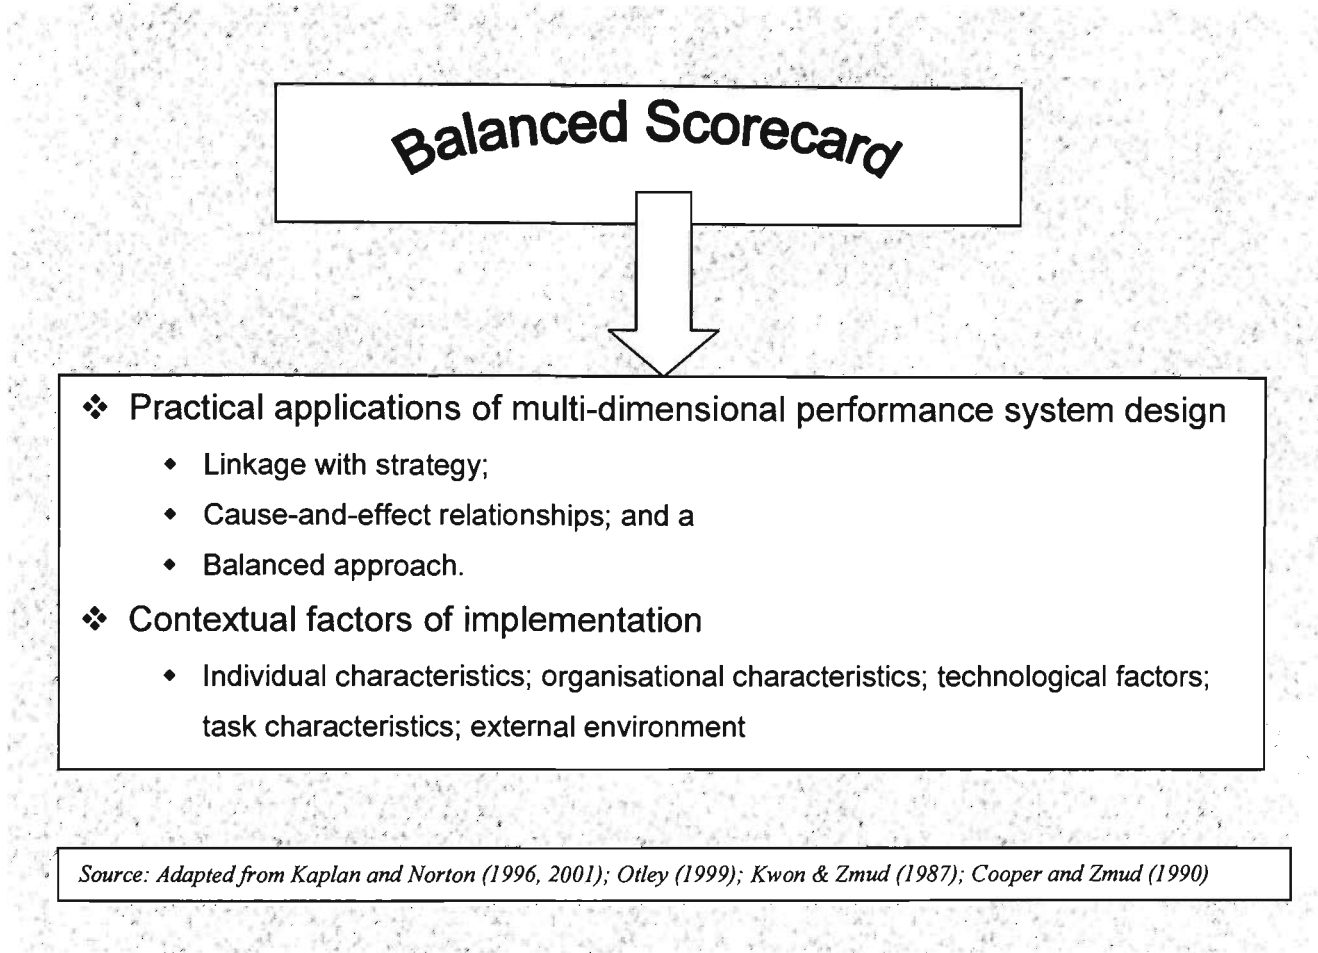 Balanced Scorecard
❖ Practical applications of multi-dimensional performance system design
◆ Linkage with strategy;
◆ Cause-and-effect relationships; and a
◆ Balanced approach.
❖ Contextual factors of implementation
◆ Individual characteristics; organisational characteristics; technological factors;
task characteristics; external environment
Source: Adapted from Kaplan and Norton (1996, 2001); Otley (1999); Kwon & Zmud (1987); Cooper and Zmud (1990)